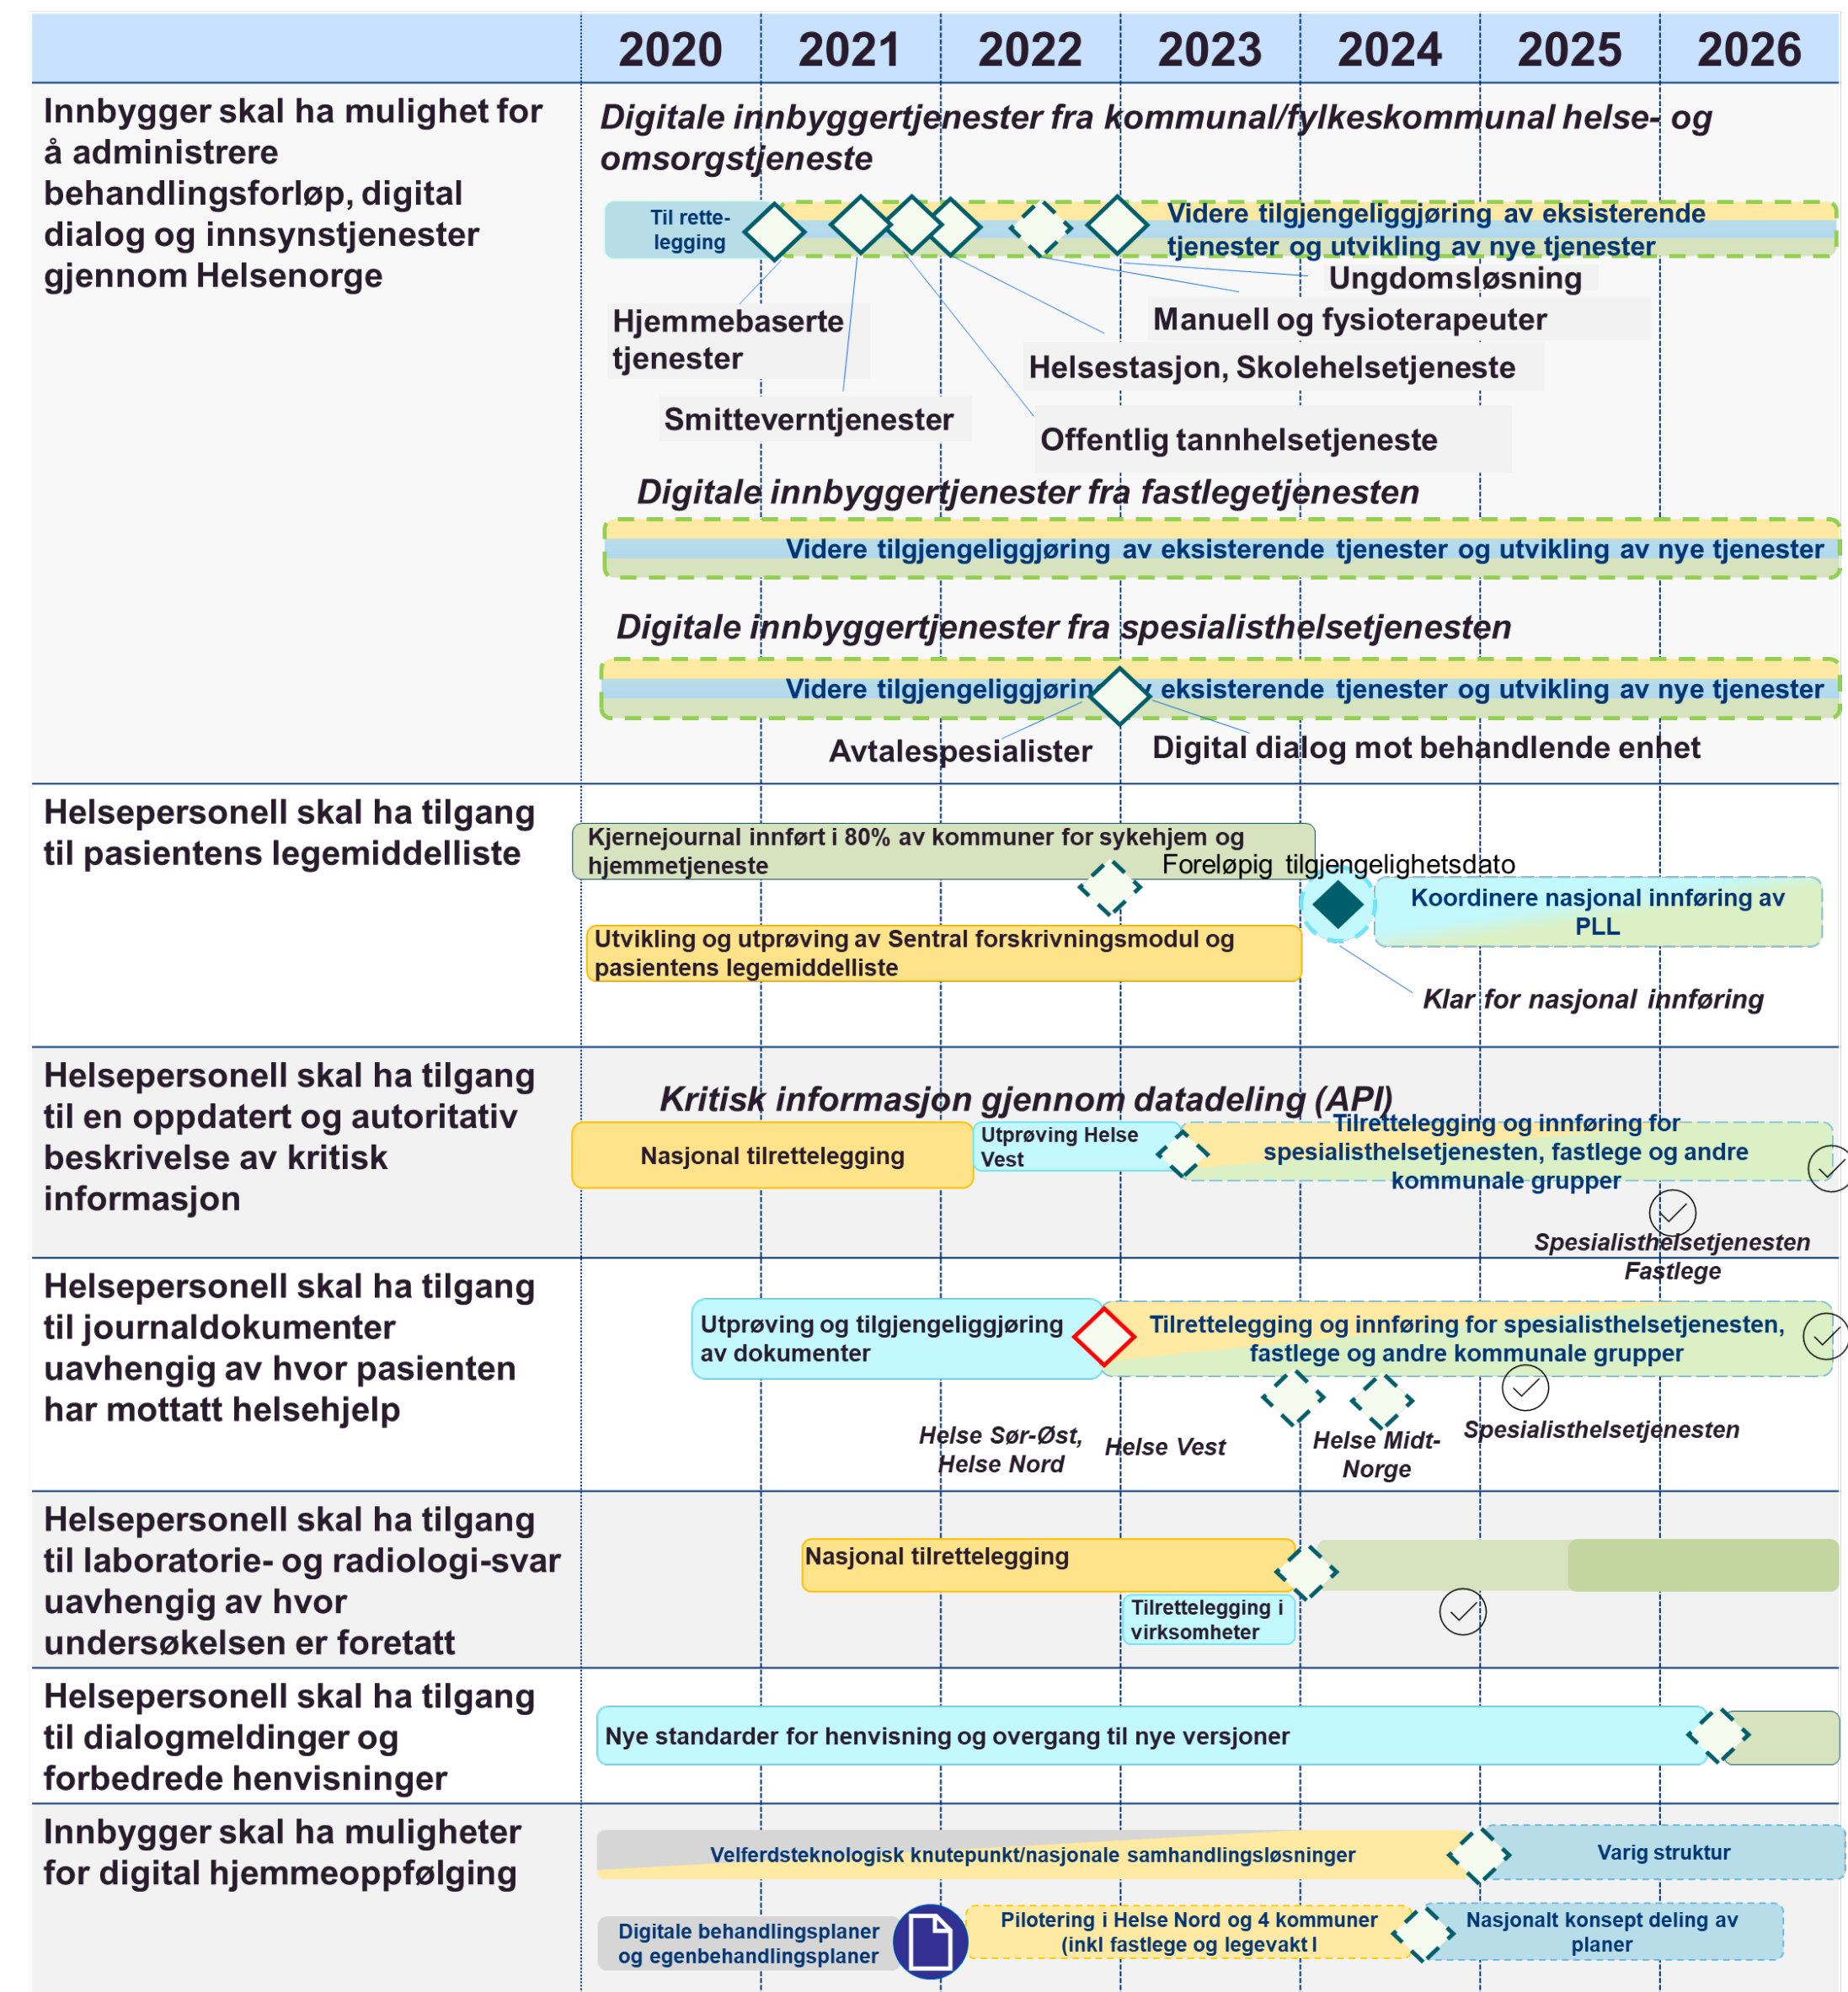 2020 2021 2022 2023 2024 2025 2026
Innbygger skal ha mulighet for
å administrere
behandlingsforløp, digital
dialog og innsynstjenester
gjennom Helsenorge
Digitale innbyggertjenester fra kommunal/fylkeskommunal helse- og
omsorgstjeneste
Til rette-
legging
Videre tilgjengeliggjøring av eksisterende
tjenester og utvikling av nye tjenester
Ungdomsløsning
Manuell og fysioterapeuter
Hjemmebaserte
tjenester
Helsestasjon, Skolehelsetjeneste
Smitteverntjenester
Offentlig tannhelsetjeneste
Digitale innbyggertjenester fra fastlegetjenesten
Videre tilgjengeliggjøring av eksisterende tjenester og utvikling av nye tjenester
Digitale innbyggertjenester fra spesialisthelsetjenesten
Videre tilgjengeliggjøring av eksisterende tjenester og utvikling av nye tjenester
Avtalespesialister
Digital dialog mot behandlende enhet
Helsepersonell skal ha tilgang
til pasientens legemiddelliste
Kjernejournal innført i 80% av kommuner for sykehjem og
hjemmetjeneste
Foreløpig tilgjengelighetsdato
Koordinere nasjonal innføring av
PLL
Utvikling og utprøving av Sentral forskrivningsmodul og
pasientens legemiddelliste
Klar for nasjonal innføring
Helsepersonell skal ha tilgang
til en oppdatert og autoritativ
beskrivelse av kritisk
informasjon
Kritisk informasjon gjennom datadeling (API)
Nasjonal tilrettelegging
Utprøving Helse
Vest
Tilrettelegging og innføring for
spesialisthelsetjenesten, fastlege og andre
kommunale grupper
Spesialisthelsetjenesten
Fastlege
Helsepersonell skal ha tilgang
til journaldokumenter
uavhengig av hvor pasienten
har mottatt helsehjelp
Utprøving og tilgjengeliggjøring
av dokumenter
Tilrettelegging og innføring for spesialisthelsetjenesten,
fastlege og andre kommunale grupper
Helse Sør-Øst,
Helse Nord
Helse Vest
Helse Midt-
Norge
Spesialisthelsetjenesten
Helsepersonell skal ha tilgang
til laboratorie- og radiologi-svar
uavhengig av hvor
undersøkelsen er foretatt
Nasjonal tilrettelegging
Tilrettelegging i
virksomheter
Helsepersonell skal ha tilgang
til dialogmeldinger og
forbedrede henvisninger
Nye standarder for henvisning og overgang til nye versjoner
Innbygger skal ha muligheter
for digital hjemmeoppfølging
Velferdsteknologisk knutepunkt/nasjonale samhandlingsløsninger
Varig struktur
Digitale behandlingsplaner
og egenbehandlingsplaner
Pilotering i Helse Nord og 4 kommuner
(inkl fastlege og legevakt I
Nasjonalt konsept deling av
planer